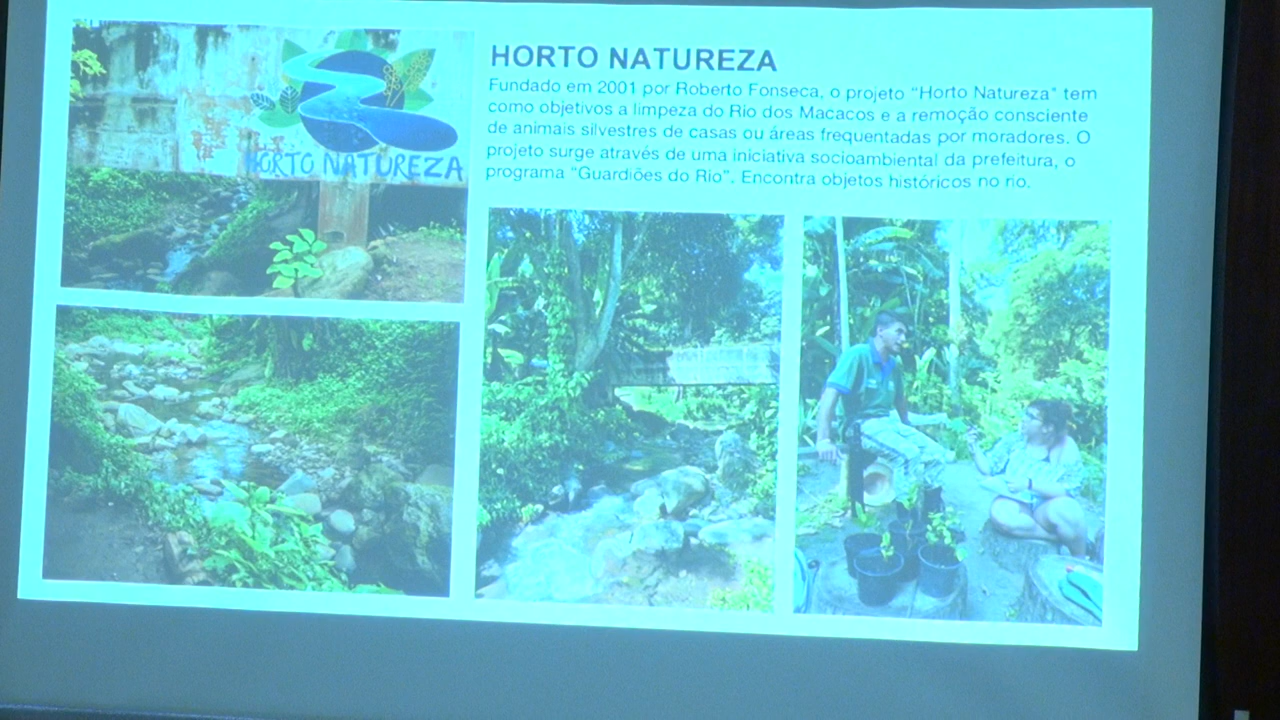 HORTO NATUREZA
HORTO NATUREZA
Fundado em 2001 por Roberto Fonseca, o projeto "Horto Natureza" tem
como objetivos a limpeza do Rio dos Macacos e a remoção consciente
de animais silvestres de casas ou áreas frequentadas por moradores. O
projeto surge através de uma iniciativa socioambiental da prefeitura, o
programa "Guardiões do Rio". Encontra objetos históricos no rio.